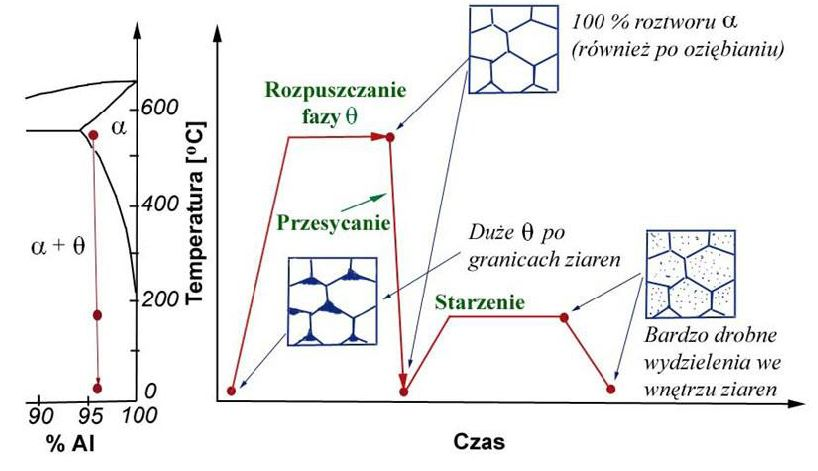 100 % roztworu α
(również po oziębianiu)
Rozpuszczanie
fazy θ
600
α
Temperatura [ºC]
400
Przesycanie
Duże θ po
granicach ziaren
α + θ
200
Starzenie
Bardzo drobne
wydzielenia we
wnętrzu ziaren
0
90 95 100
% Al
Czas